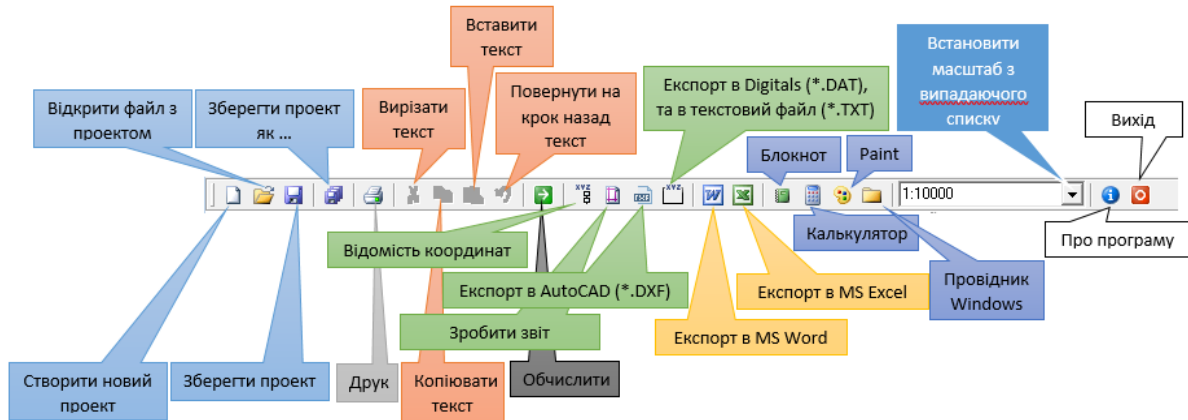 Вставити
текст
Встановити
масштаб з
випадаючого
списку
Відкрити файл з
проектом
Зберегти проект
як ...
Вирізати
текст
Повернути на
крок назад
текст
Експорт в Digitals (*.DAT),
та в текстовий файл (*.TXT)
Блокнот
Paint
Вихід
XYZ
DXF
XYZ
W
X
1:10000
i
Відомість координат
Калькулятор
Про програму
Експорт в AutoCAD (*.DXF)
Експорт в MS Excel
Провідник
Windows
Зробити звіт
Експорт в MS Word
Створити новий
проект
Зберегти проект
Друк
Копіювати
текст
Обчислити